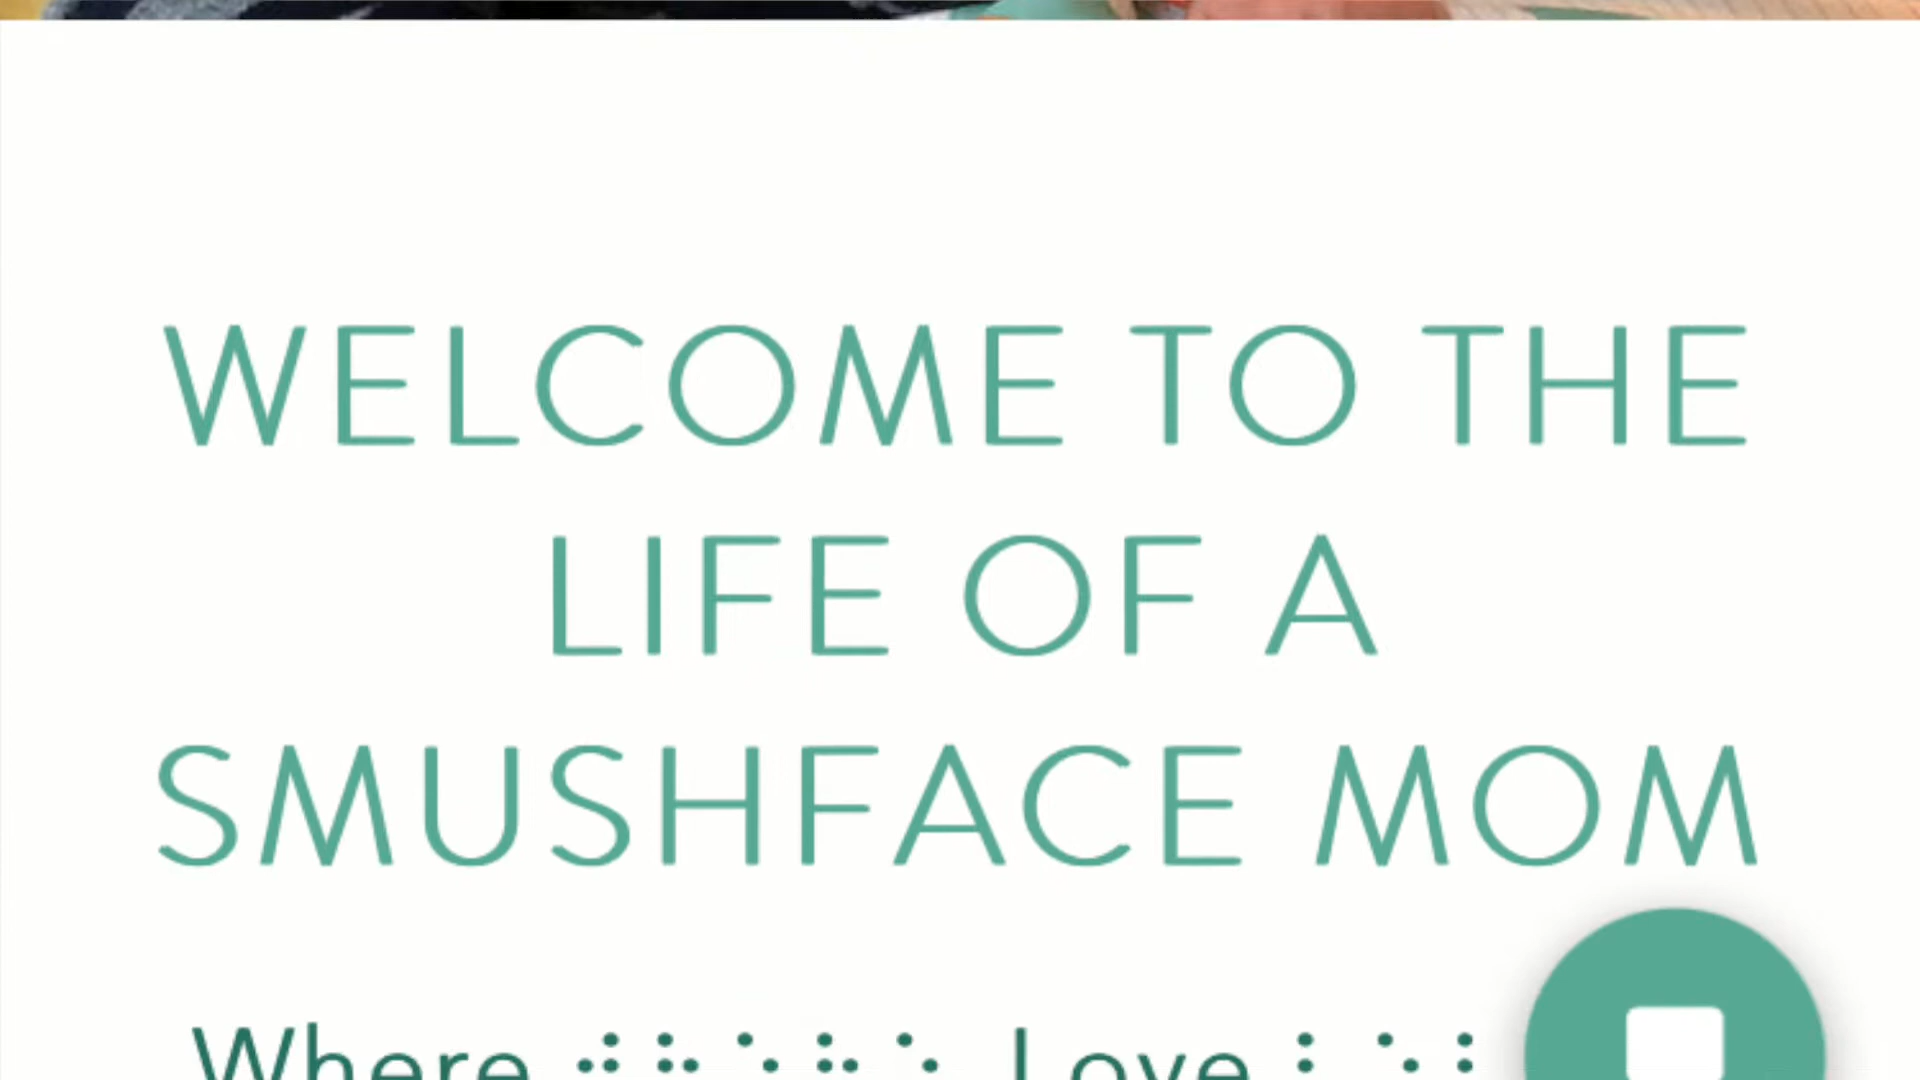 WELCOME TO THE
LIFE OF A
SMUSHFACE MOM
Where Love